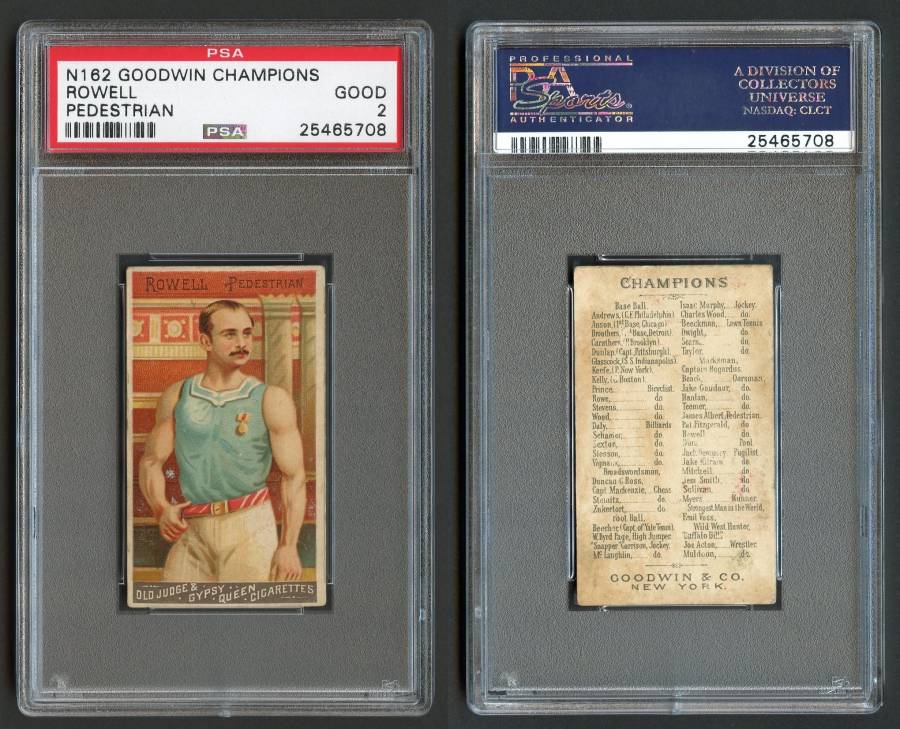 PSA
N162 GOODWIN CHAMPIONS
ROWELL GOOD
PEDESTRIAN 2
PSA 25465708
ROWELL PEDESTRIAN
OLD JUDGE & GYPSY QUEEN CIGARETTES
PROFESSIONAL
PSA A DIVISION OF
Sports COLLECTORS
UNIVERSE
AUTHENTICATOR NASDAQ: CLCT
25465708
CHAMPIONS
Base Ball.
Andrews, (C.F. Philadelphia)
Anson, (1st Base, Chicago)
Brouthers, Base, Detroit)
Caruthers, Brooklyn).
Dunlap, (Capt. Pittsburgh).
Glasscock, (S.S. Indianapolis).
Keefe, (P. New York).
Kelly, Boston).
Prince Bicyclist.
Rowe, do.
Stevens do.
Wood, do.
Daly, Billiards
Schaefer, do.
Sexton, do.
Slosson, do.
Vignaux, do.
Broadswordsman,
Duncan C. Ross,
Capt Mackenzie, Chess
Steinitz, do.
Zukertort, do.
Foot Ball,
Beecher (Capt. of Yale Team).
W. Byrd Page, High Jumper.
"Snapper" Garrison, Jockey.
Mc Laughlin, do.
Isaac Murphy, Jockey.
Charles Wood, do.
Beeckman, Lawn Tennis
Dwight, do.
Sears, do.
Taylor, do.
Marksman,
Captain Bogardus.
Beach, Oarsman,
Jake Gaudaur, do.
Hanlan, do.
Teemer, do.
James Albert, Pedestrian.
Pat Fitzgerald, do.
Rowell do.
Pool
Jack Dempsey Pugilist
Jake Kilrain do.
Mitchell, do.
Jem Smith, do.
Sullivan, do.
Myers Runner.
Strongest Man in the World,
Emil Voss,
Wild West Hunter,
"Buffalo Bill"
Joe Acton, Wrestler.
Muldoon, do.
GOODWIN & CO.
NEW YORK.